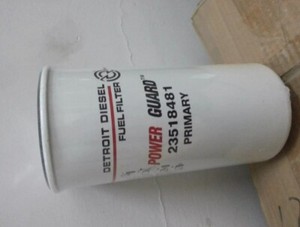 DETROIT DIESEL
FUEL FILTER
POWER GUARD
23518481
PRIMARY